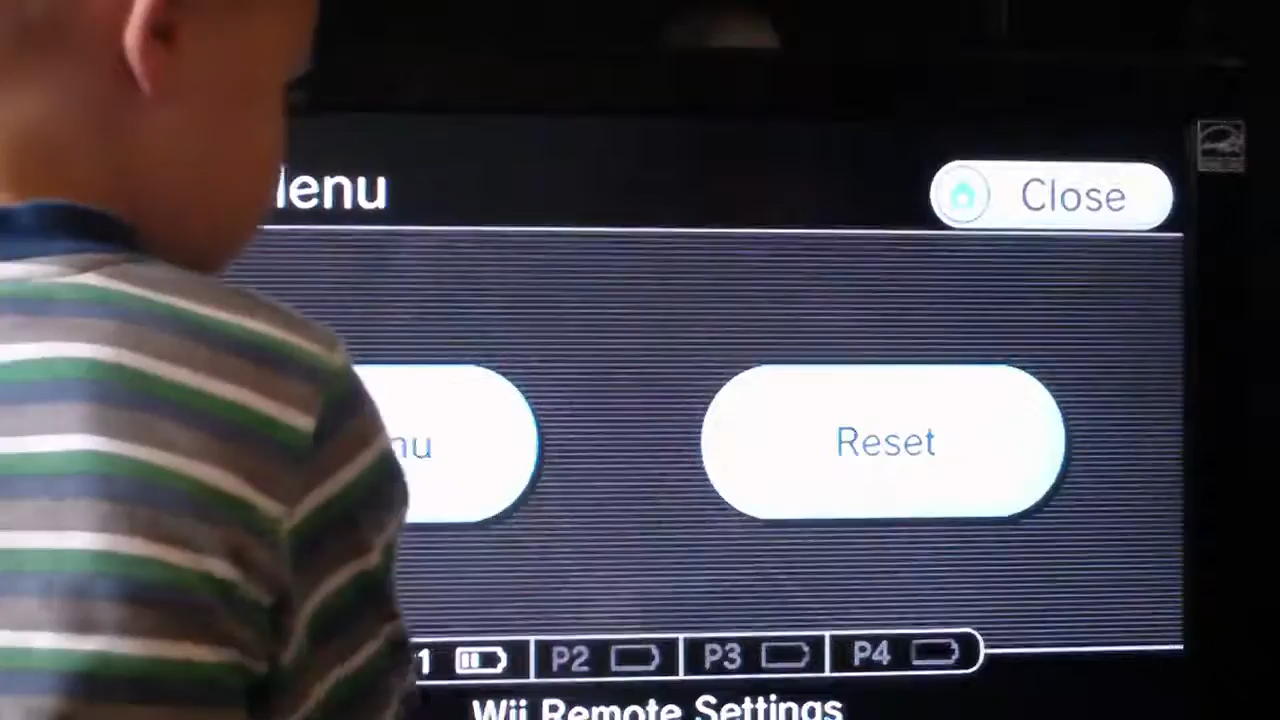 lenu
Close
nu
Reset
1 P2 P3 P4
Wii Remote Settings